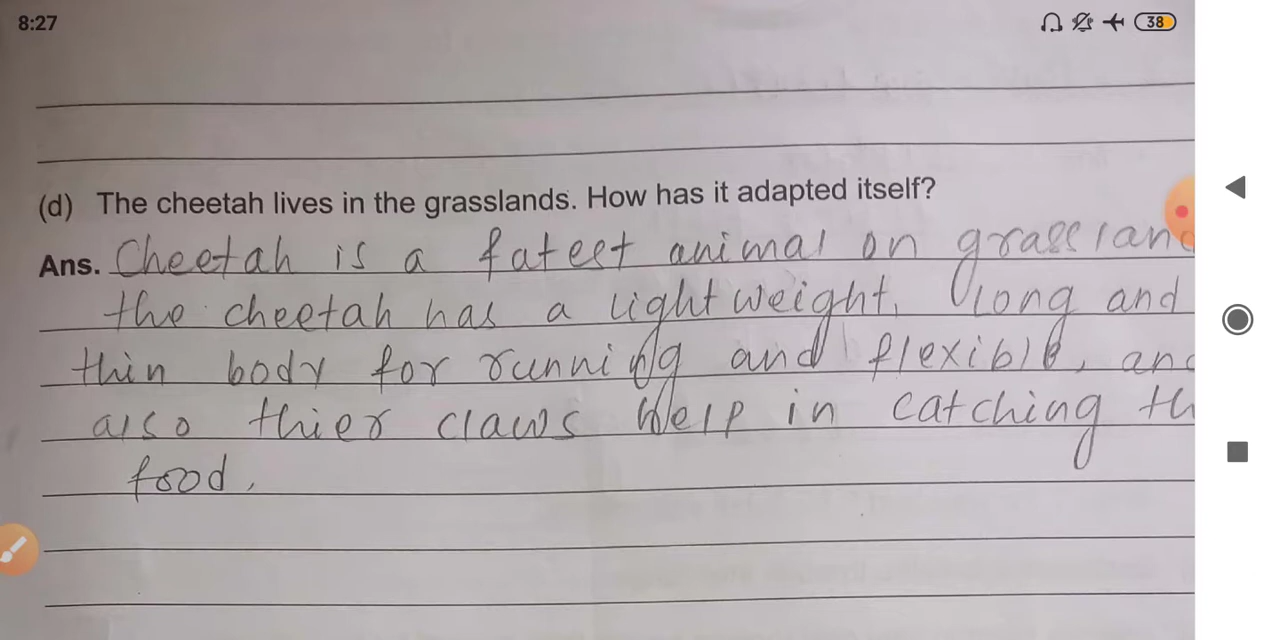 8:27
38
(d) The cheetah lives in the grasslands. How has it adapted itself?
Ans. Cheetah is a fatest animal on grassland
the cheetah has a light weight, long and
thin body for running and flexible, and
also thier claws help in catching th
food,